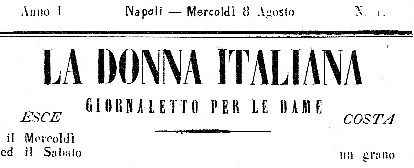 Anno I Napoli — Mercoldì 8 Agosto N. 1.
LA DONNA ITALIANA
GIORNALETTO PER LE DAME
ESCE COSTA
il Mercoldì
ed il Sabato un grano